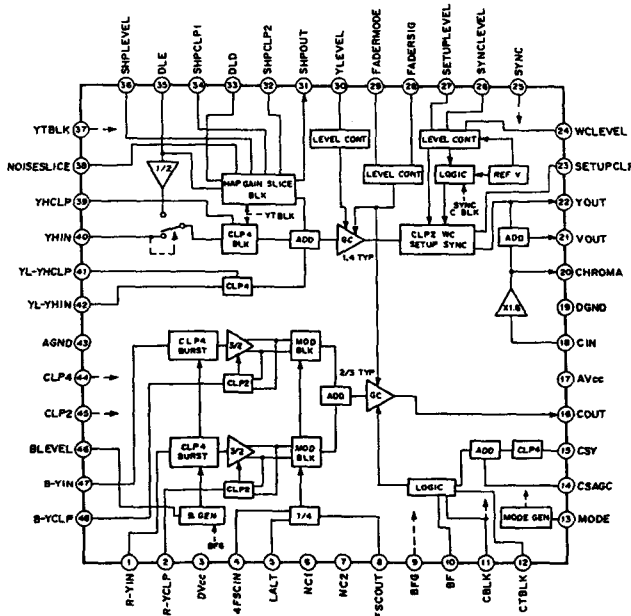 SHPLEVEL
DLE
SHPCLP1
DLD
SHPCLP2
SHPOUT
YLEVEL
FADERMODE
FADERSIG
SETUPLEVEL
SYNCLEVEL
SYNC
36 35 34 33 32 31 30 29 28 27 26 25
YTBLK 37
NOISESLICE 38
YHCLP 39
YHIN 40
YL-YHCLP 41
YL-YHIN 42
AGND 43
CLP4 44
CLP2 45
BLEVEL 46
B-YIN 47
B-YCLP 48
24 WCLEVEL
23 SETUPCLP
22 YOUT
21 VOUT
20 CHROMA
19 DGND
18 CIN
17 AVcc
16 COUT
15 CSY
14 CSAGC
13 MODE
LEVEL CONT
LEVEL CONT
LEVEL CONT
LOGIC
REF V
SYNC
C BLK
1/2
HAP GAIN SLICE
BLK
YTBLK
CLP4
BLK
ADD
GC
1.4 TYP
CLP2 WC
SETUP SYNC
ADD
CLP4
X1.6
CLP4
BURST
3/2
MOD
BLK
CLP2
2/3 TYP
ADD
GC
CLP4
BURST
3/2
MOD
BLK
CLP2
ADD
CLP4
LOGIC
B. GEN
BFG
1/4
MODE GEN
1 2 3 4 5 6 7 8 9 10 11 12
R-YIN
R-YCLP
DVcc
4FSCIN
LALT
NC1
NC2
FSCOUT
BFG
BF
CBLK
CTBLK